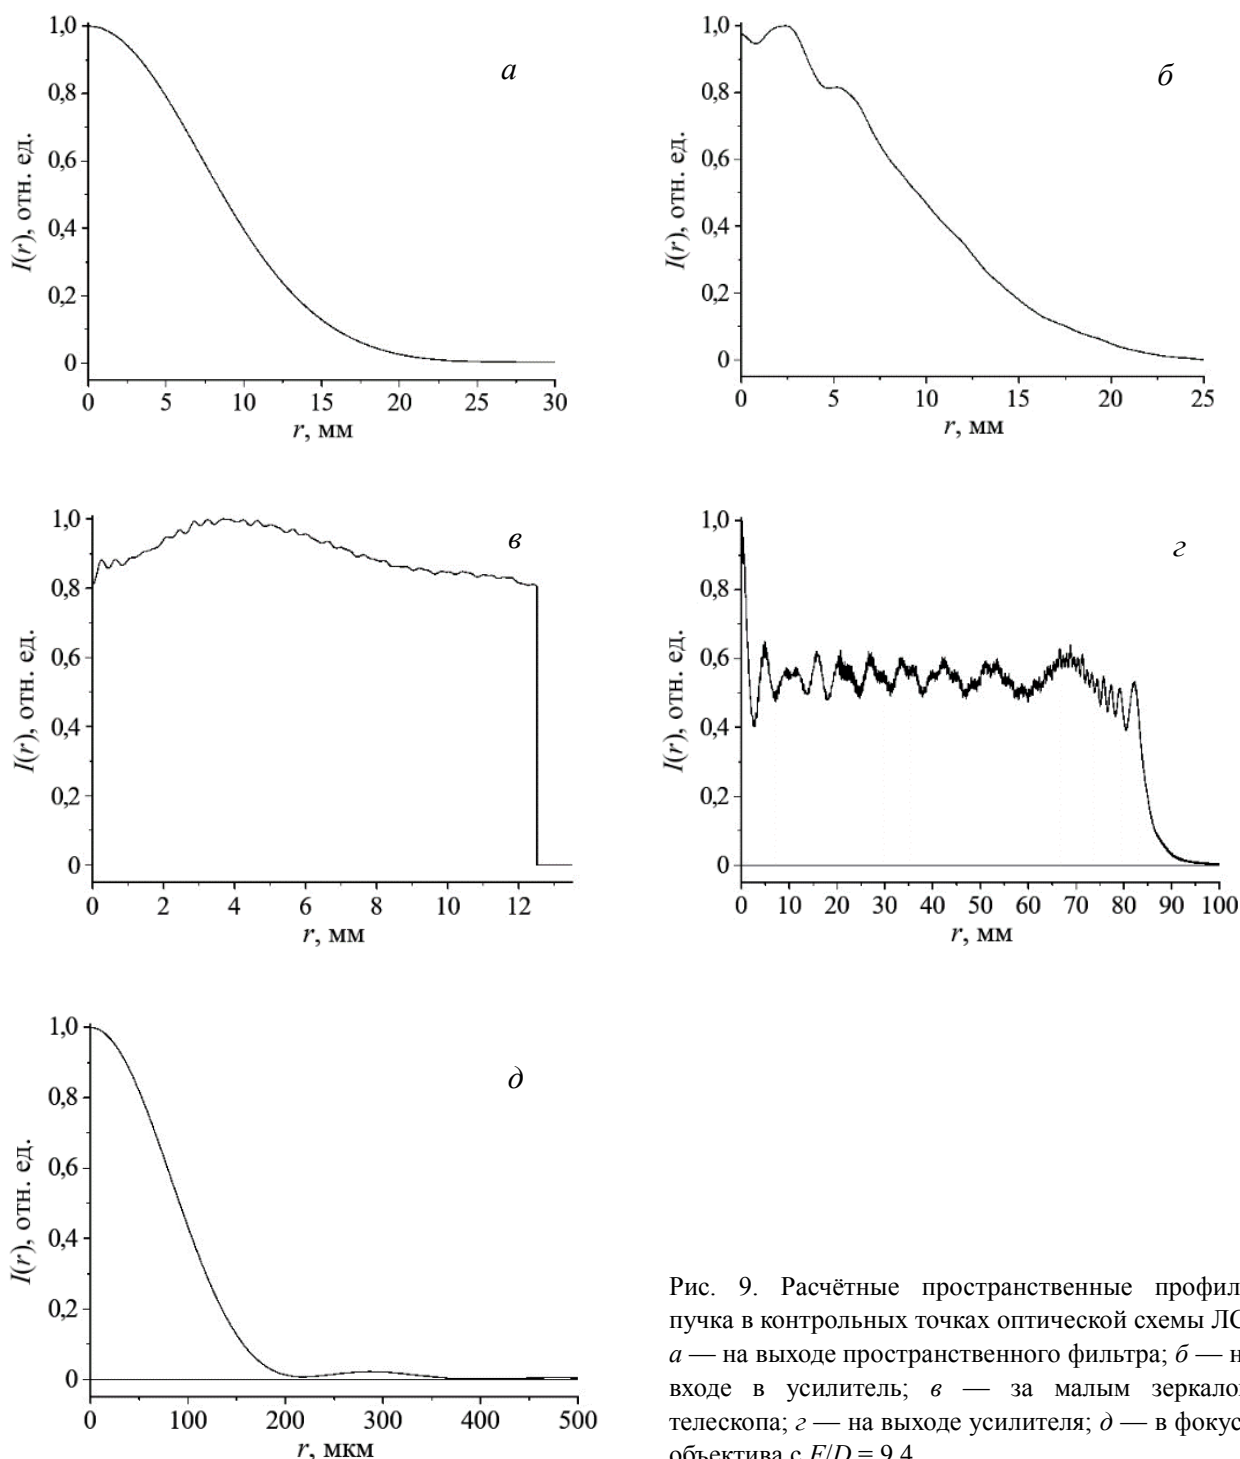 1,0
0,8
0,6
0,4
0,2
0
I(r), отн. ед.
а
0 5 10 15 20 25 30
r, мм
1,0
0,8
0,6
0,4
0,2
0
I(r), отн. ед.
б
0 5 10 15 20 25
r, мм
1,0
0,8
0,6
0,4
0,2
0
I(r), отн. ед.
в
0 2 4 6 8 10 12
r, мм
1,0
0,8
0,6
0,4
0,2
0
I(r), отн. ед.
г
0 10 20 30 40 50 60 70 80 90 100
r, мм
1,0
0,8
0,6
0,4
0,2
0
I(r), отн. ед.
д
0 100 200 300 400 500
r, мкм
Рис. 9. Расчётные пространственные профил
пучка в контрольных точках оптической схемы ЛС
а — на выходе пространственного фильтра; б — н
входе в усилитель; в — за малым зеркало
телескопа; г — на выходе усилителя; д — в фокус
объектива с F/D = 9,4